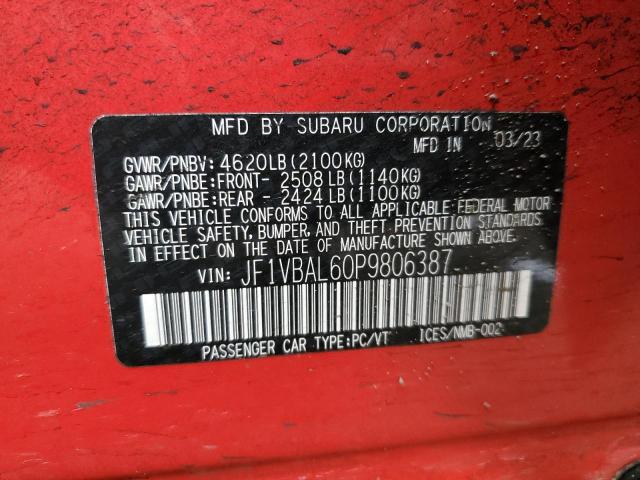 MFD BY SUBARU CORPORATION
MFD IN 03/23
GVWR/PNBV: 4620LB(2100KG)
GAWR/PNBE:FRONT- 2508LB(1140KG)
GAWR/PNBE:REAR - 2424LB(1100KG)
THIS VEHICLE CONFORMS TO ALL APPLICABLE FEDERAL MOTOR
VEHICLE SAFETY, BUMPER, AND THEFT PREVENTION STANDARDS
IN EFFECT ON THE DATE OF MANUFACTURE SHOWN ABOVE.
VIN: JF1VBAL60P9806387
PASSENGER CAR TYPE:PC/VT ICES/NMB-002